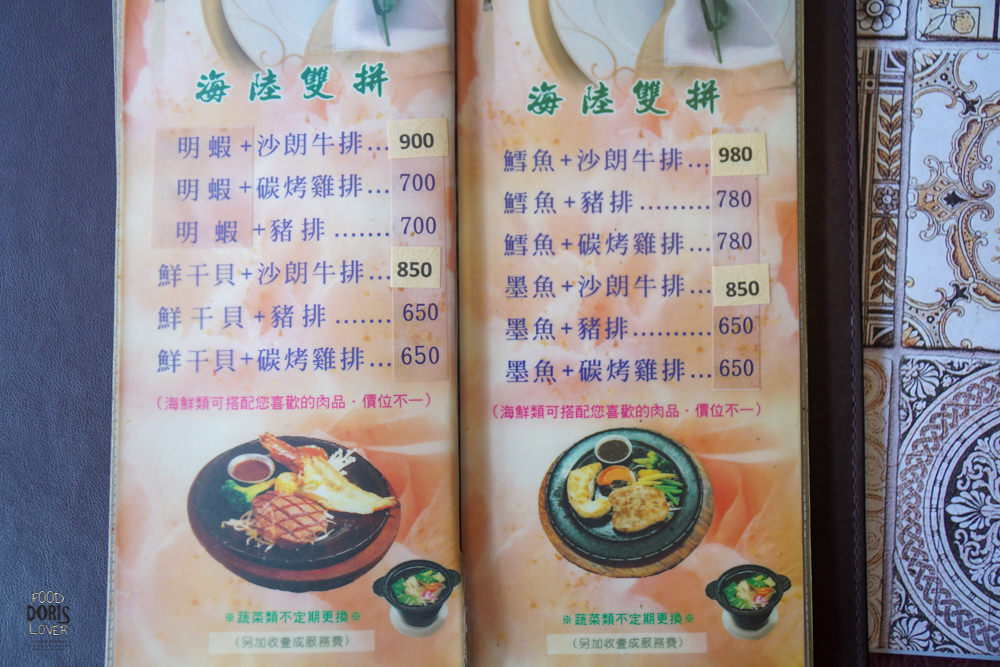 海陸雙拼
明蝦+沙朗牛排...900
明蝦+碳烤雞排...700
明蝦+豬排.......700
鮮干貝+沙朗牛排...850
鮮干貝+豬排.......650
鮮干貝+碳烤雞排...650
(海鮮類可搭配您喜歡的肉品．價位不一)
※蔬菜類不定期更換※
(另加收壹成服務費)
海陸雙拼
鱈魚+沙朗牛排...980
鱈魚+豬排.........780
鱈魚+碳烤雞排...780
墨魚+沙朗牛排...850
墨魚+豬排..........650
墨魚+碳烤雞排...650
(海鮮類可搭配您喜歡的肉品．價位不一)
※蔬菜類不定期更換※
(另加收壹成服務費)
FOOD
DORIS
LOVER